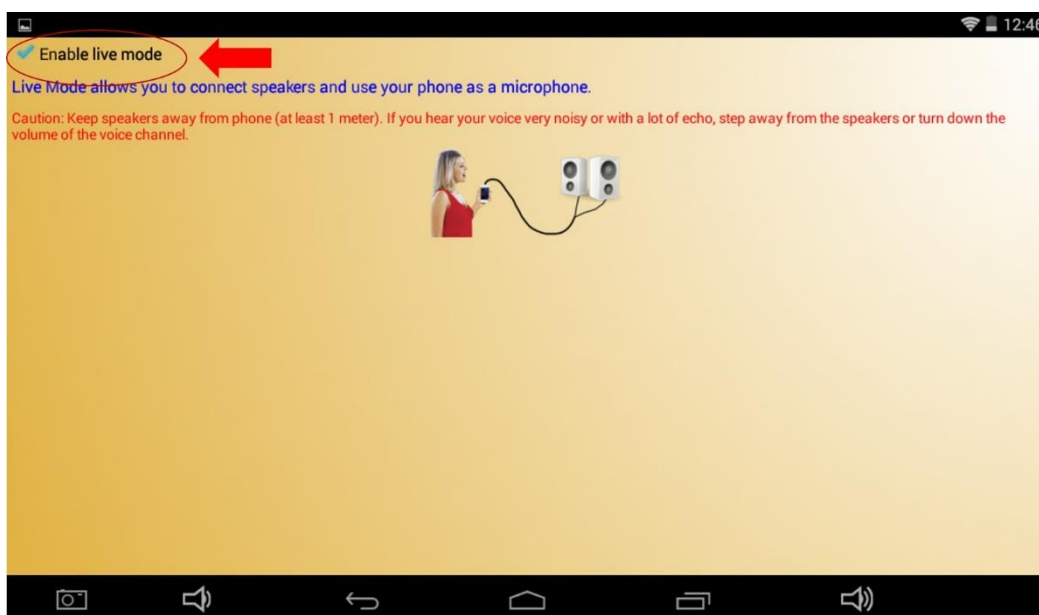 12:46
Enable live mode
Live Mode allows you to connect speakers and use your phone as a microphone.
Caution: Keep speakers away from phone (at least 1 meter). If you hear your voice very noisy or with a lot of echo, step away from the speakers or turn down the
volume of the voice channel.